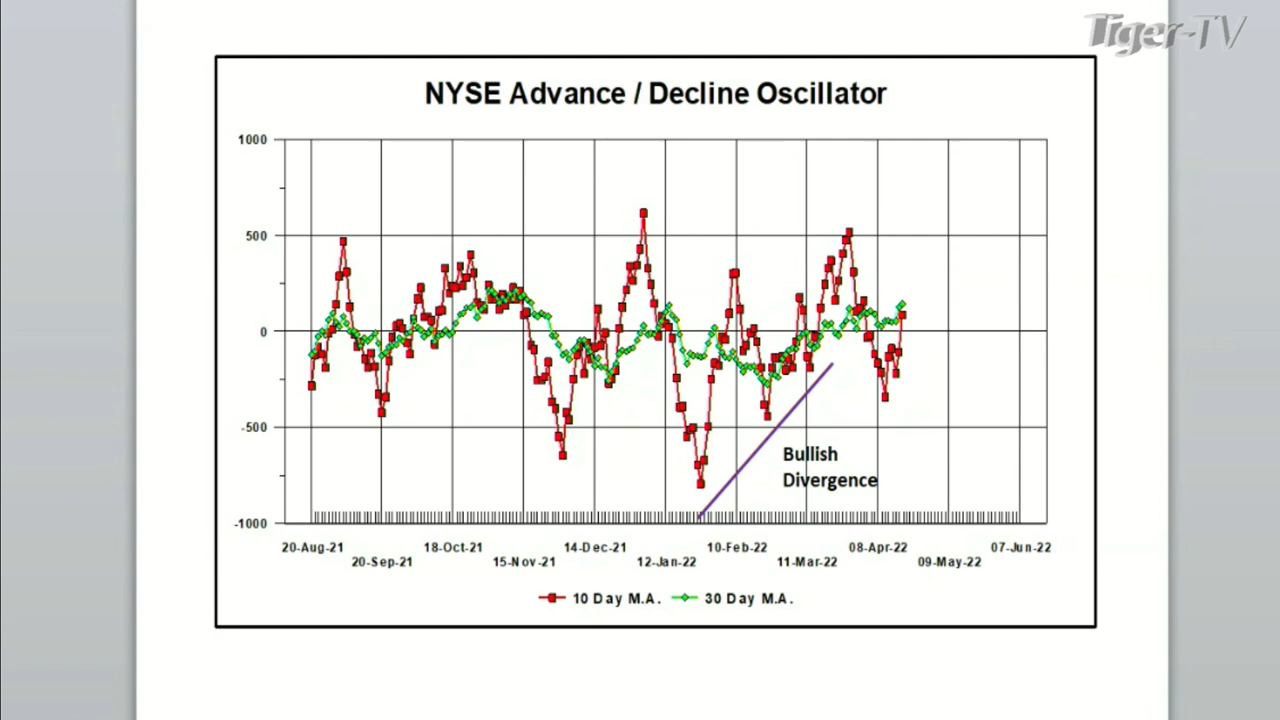 Tiger-TV
NYSE Advance / Decline Oscillator
1000
500
0
-500
-1000
Bullish
Divergence
20-Aug-21
20-Sep-21
18-Oct-21
15-Nov-21
14-Dec-21
12-Jan-22
10-Feb-22
11-Mar-22
08-Apr-22
09-May-22
07-Jun-22
10 Day M.A.
30 Day M.A.